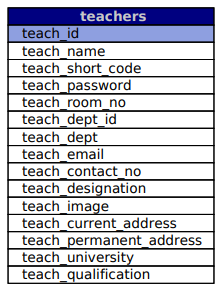 teachers
teach_id
teach_name
teach_short_code
teach_password
teach_room_no
teach_dept_id
teach_dept
teach_email
teach_contact_no
teach_designation
teach_image
teach_current_address
teach_permanent_address
teach_university
teach_qualification